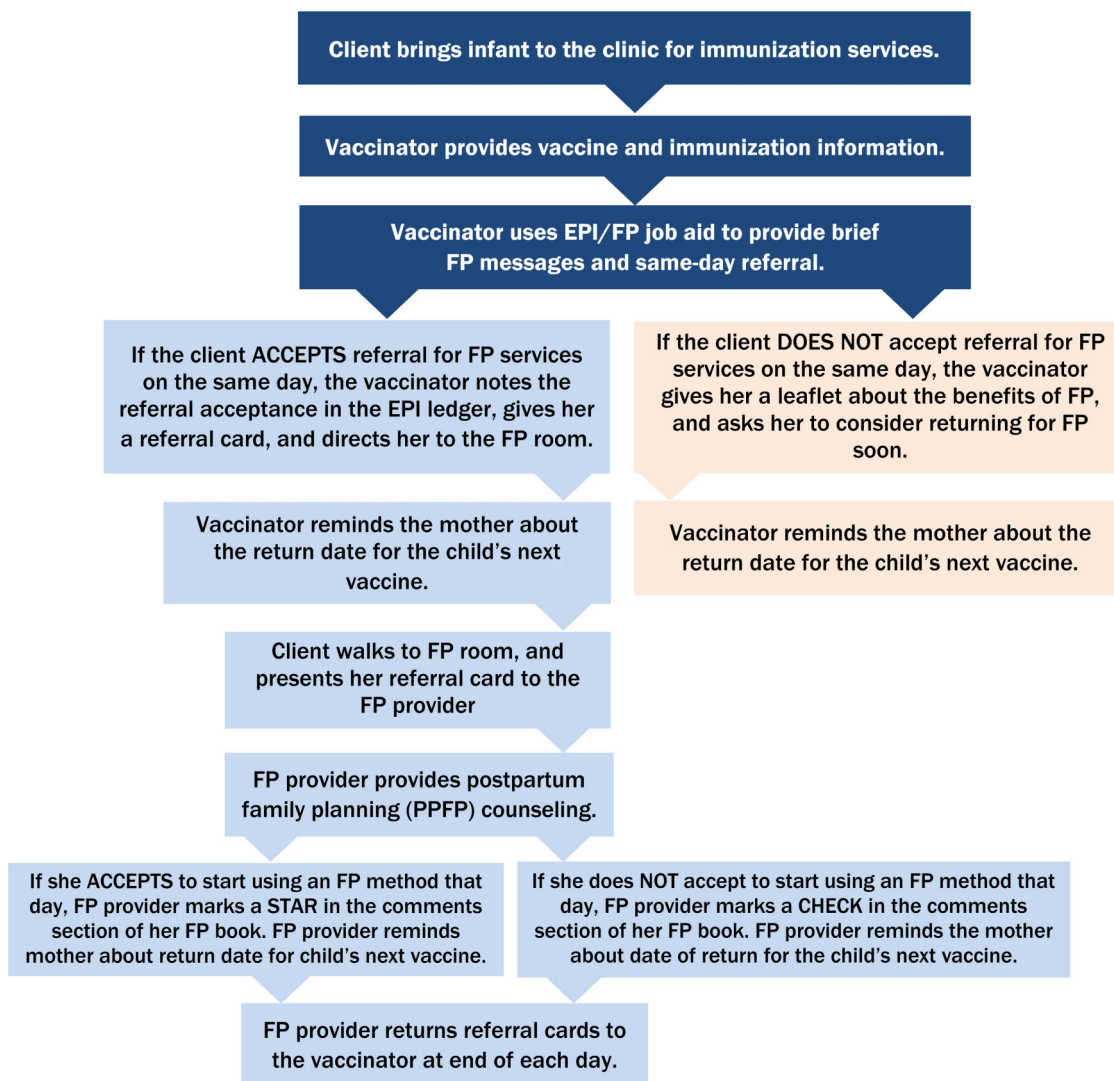 Client brings infant to the clinic for immunization services.
Vaccinator provides vaccine and immunization information.
Vaccinator uses EPI/FP job aid to provide brief
FP messages and same-day referral.
If the client ACCEPTS referral for FP services
on the same day, the vaccinator notes the
referral acceptance in the EPI ledger, gives her
a referral card, and directs her to the FP room.
If the client DOES NOT accept referral for FP
services on the same day, the vaccinator
gives her a leaflet about the benefits of FP,
and asks her to consider returning for FP
soon.
Vaccinator reminds the mother about
the return date for the child’s next
vaccine.
Vaccinator reminds the mother about the
return date for the child’s next vaccine.
Client walks to FP room, and
presents her referral card to the
FP provider
FP provider provides postpartum
family planning (PPFP) counseling.
If she ACCEPTS to start using an FP method that
day, FP provider marks a STAR in the comments
section of her FP book. FP provider reminds
mother about return date for child’s next vaccine.
If she does NOT accept to start using an FP method that
day, FP provider marks a CHECK in the comments
section of her FP book. FP provider reminds the mother
about date of return for the child’s next vaccine.
FP provider returns referral cards to
the vaccinator at end of each day.